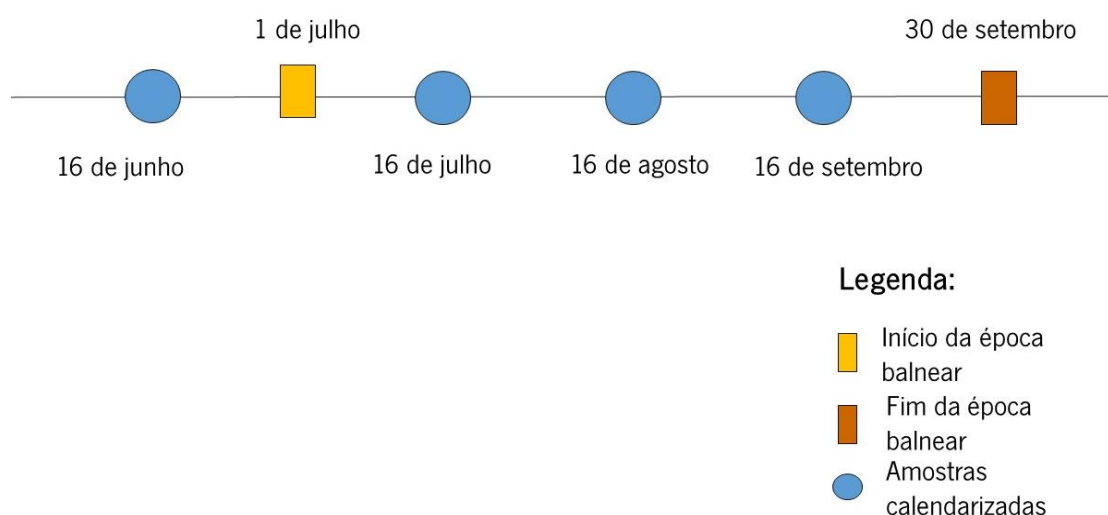 1 de julho
30 de setembro
16 de junho
16 de julho
16 de agosto
16 de setembro
Legenda:
Início da época
balnear
Fim da época
balnear
Amostras
calendarizadas